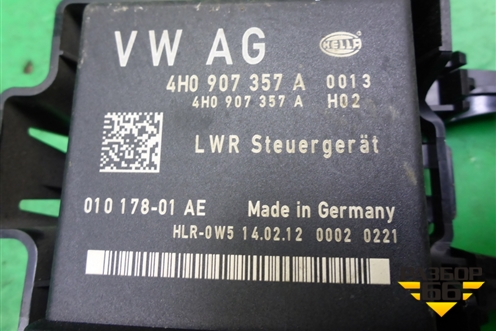 VW AG HELLA
4H0 907 357 A 0013
4H0 907 357 A H02
LWR Steuergerät
010 178-01 AE Made in Germany
HLR-0W5 14.02.12 0002 0221